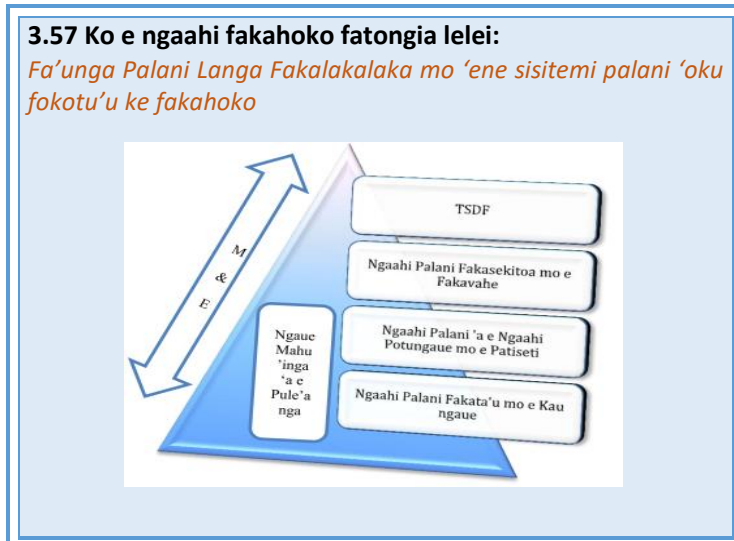 3.57 Ko e ngaahi fakahoko fatongia lelei:
Fa’unga Palani Langa Fakalakalaka mo ‘ene sisitemi palani ‘oku
fokotu’u ke fakahoko
TSDF
M
&
E
Ngaahi Palani Fakasekitoa mo e
Fakavahe
Ngaahi Palani 'a e Ngaahi
Potungaue mo e Patiseti
Ngaue
Mahu
'inga
‘a e
Pule’a
nga
Ngaahi Palani Fakata'u mo e Kau
ngaue